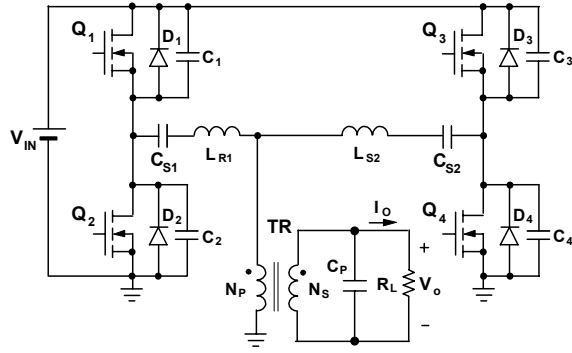 Q1 D1 C1 Q3 D3 C3
VIN
CS1 LR1 LS2 CS2
Q2 D2 C2 Q4 D4 C4
TR IO
NP NS CP RL + Vo −